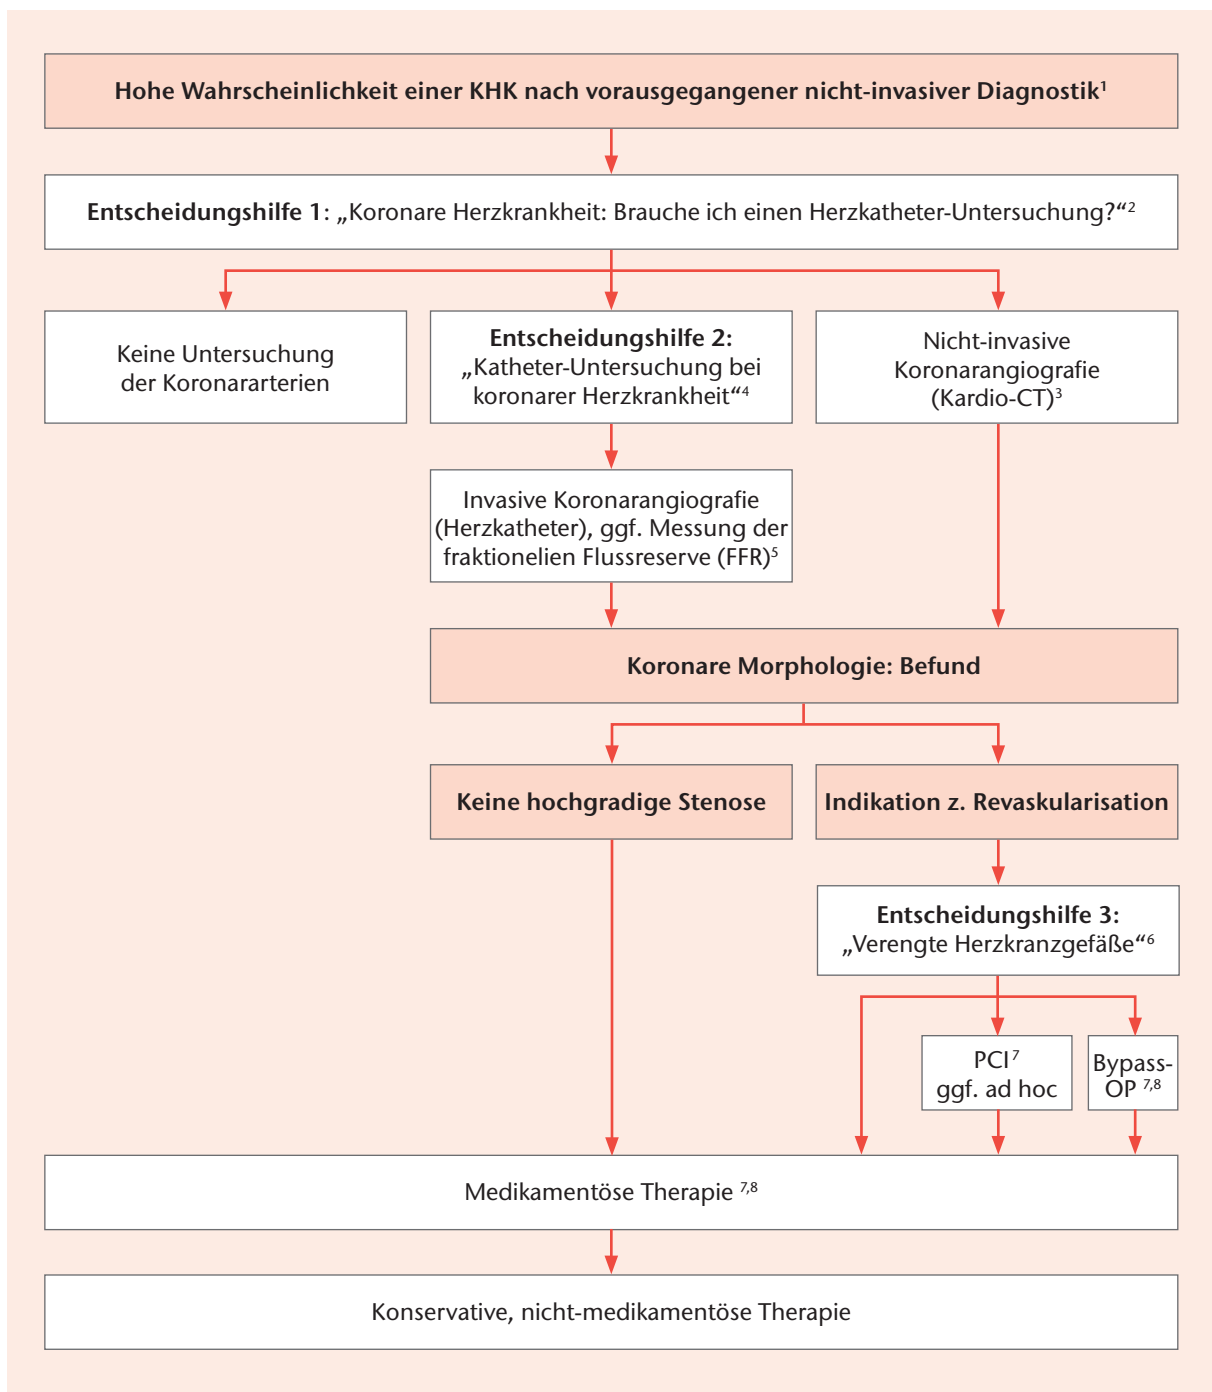 Hohe Wahrscheinlichkeit einer KHK nach vorausgegangener nicht-invasiver Diagnostik¹
Entscheidungshilfe 1: „Koronare Herzkrankheit: Brauche ich einen Herzkatheter-Untersuchung?“²
Keine Untersuchung
der Koronararterien
Entscheidungshilfe 2:
„Katheter-Untersuchung bei
koronarer Herzkrankheit“⁴
Nicht-invasive
Koronarangiografie
(Kardio-CT)³
Invasive Koronarangiografie
(Herzkatheter), ggf. Messung der
fraktionelien Flussreserve (FFR)⁵
Koronare Morphologie: Befund
Keine hochgradige Stenose
Indikation z. Revaskularisation
Entscheidungshilfe 3:
„Verengte Herzkranzgefäße“⁶
PCI⁷
ggf. ad hoc
Bypass-
OP ⁷,⁸
Medikamentöse Therapie ⁷,⁸
Konservative, nicht-medikamentöse Therapie